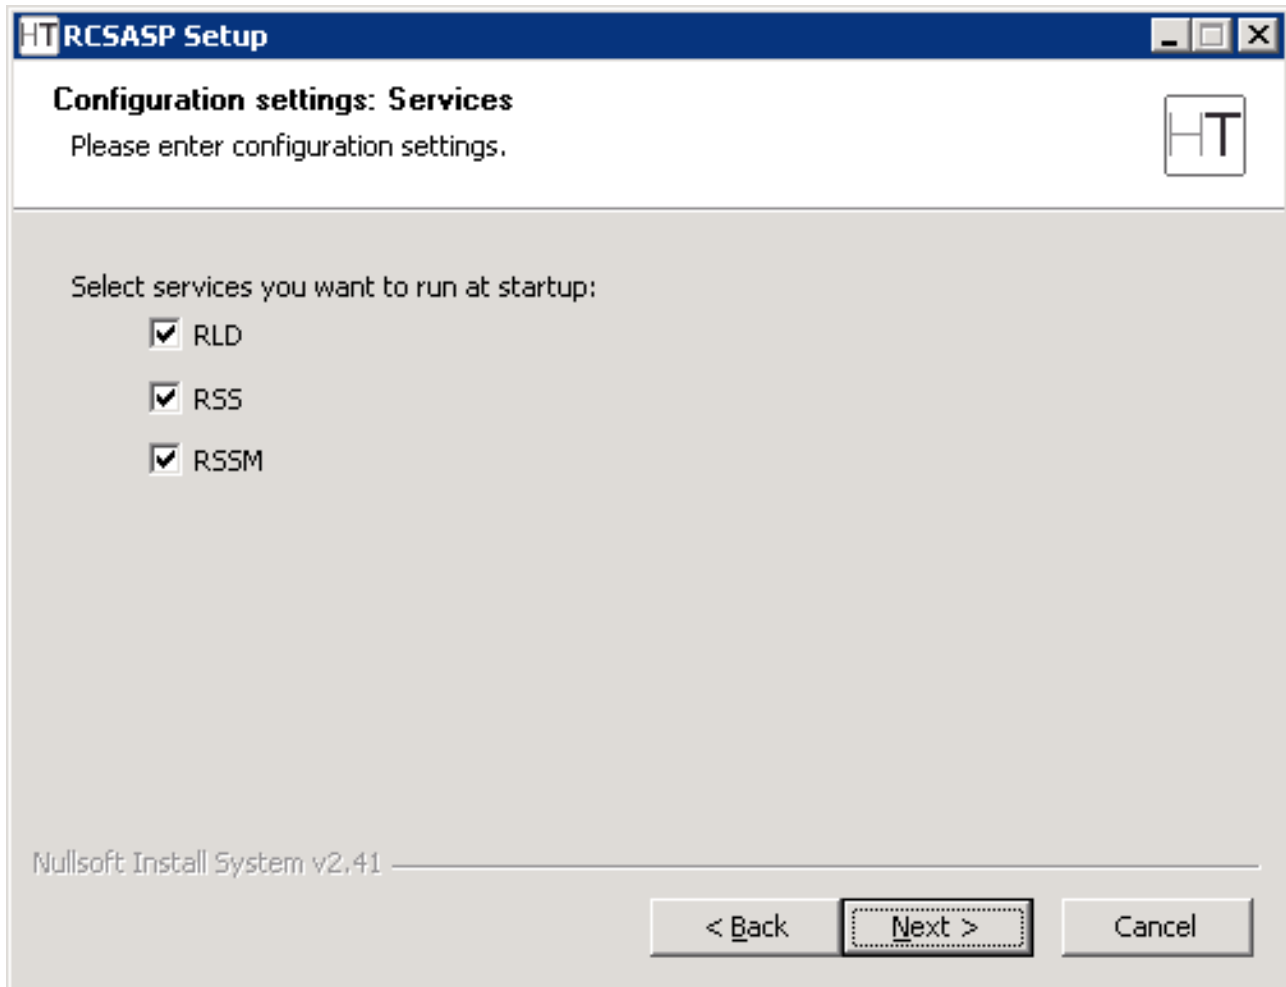 HT RCSASP Setup
Configuration settings: Services
Please enter configuration settings.
HT
Select services you want to run at startup:
RLD
RSS
RSSM
Nullsoft Install System v2.41
< Back Next > Cancel